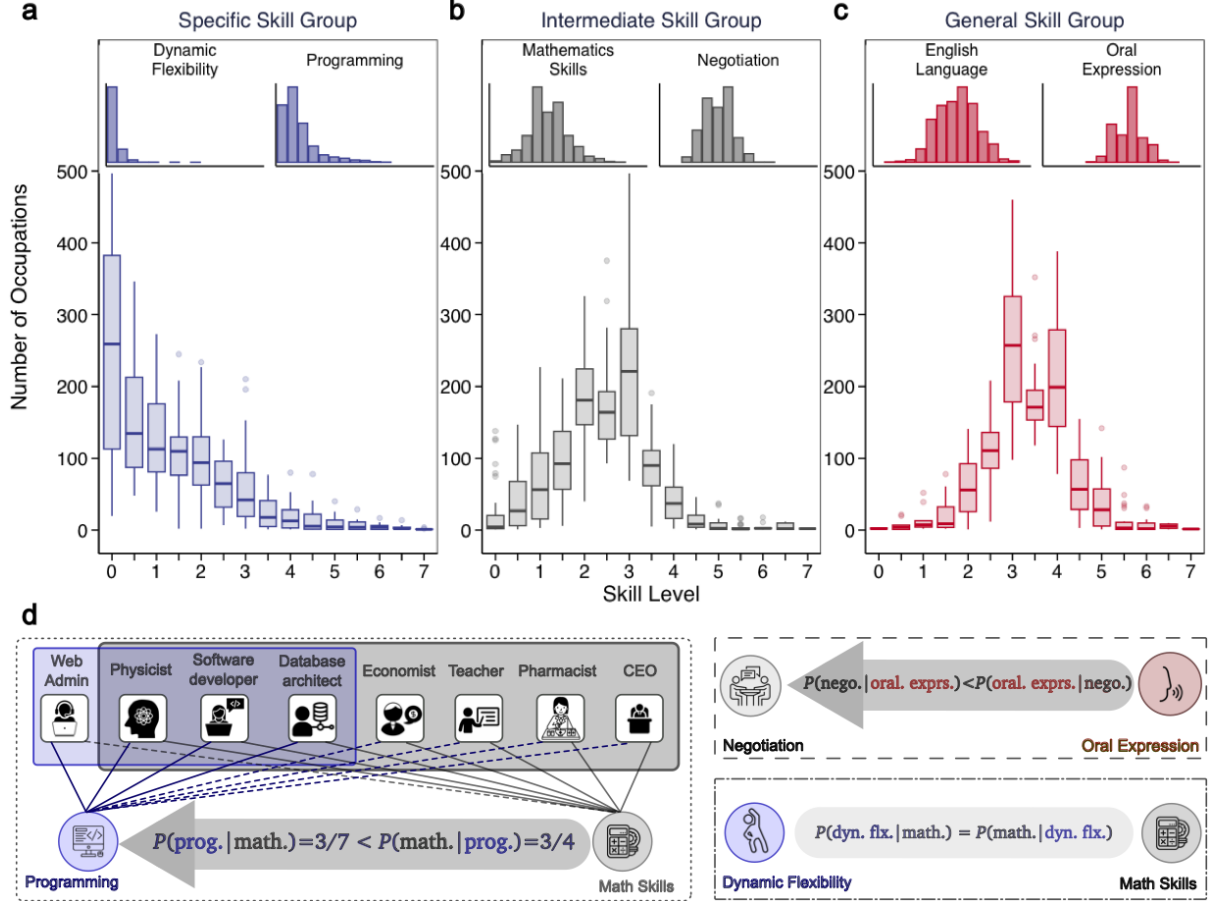 a
Specific Skill Group
b
Intermediate Skill Group
c
General Skill Group
Dynamic
Flexibility
Programming
Mathematics
Skills
Negotiation
English
Language
Oral
Expression
Number of Occupations
500
400
300
200
100
0
0 1 2 3 4 5 6 7
500
400
300
200
100
0
0 1 2 3 4 5 6 7
500
400
300
200
100
0
0 1 2 3 4 5 6 7
Skill Level
d
Web
Admin
Physicist
Software
developer
Database
architect
Economist
Teacher
Pharmacist
CEO
P(prog.|math.)=3/7 < P(math.|prog.)=3/4
Programming
Math Skills
P(nego.|oral. exprs.)<P(oral. exprs.|nego.)
Negotiation
Oral Expression
P(dyn. flx.|math.) = P(math.|dyn. flx.)
Dynamic Flexibility
Math Skills